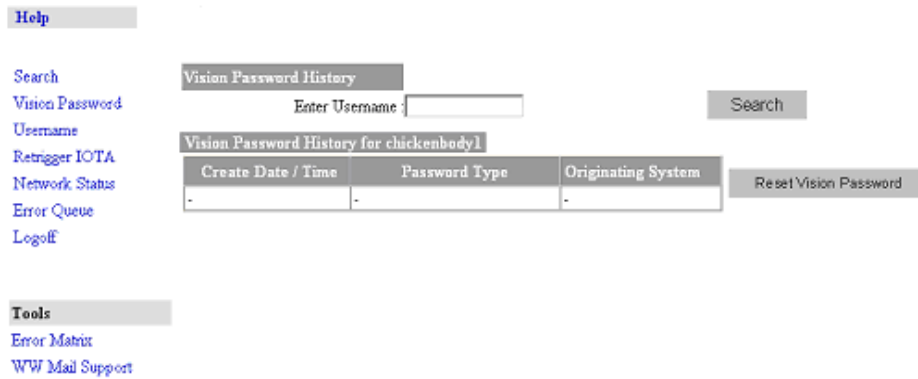 Help
Search
Vision Password
Username
Retrigger IOTA
Network Status
Error Queue
Logoff
Tools
Error Matrix
WW Mail Support
Vision Password History
Enter Username : Search
Vision Password History for chickenbody1
Create Date / Time Password Type Originating System
- - -
Reset Vision Password